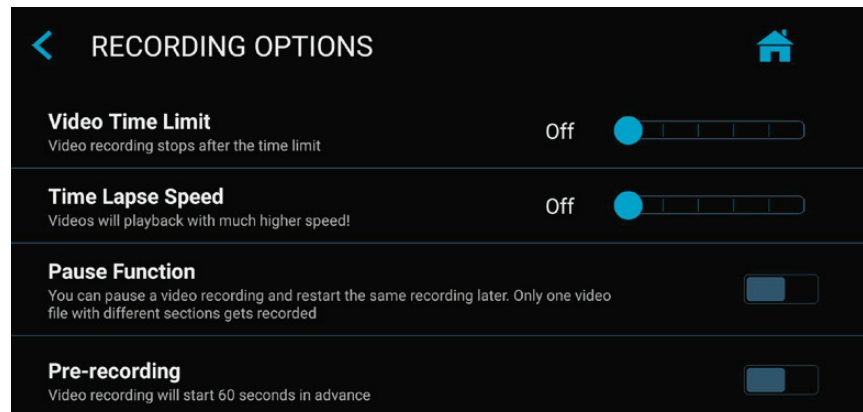 RECORDING OPTIONS
Video Time Limit
Video recording stops after the time limit
Off
Time Lapse Speed
Videos will playback with much higher speed!
Off
Pause Function
You can pause a video recording and restart the same recording later. Only one video
file with different sections gets recorded
Pre-recording
Video recording will start 60 seconds in advance